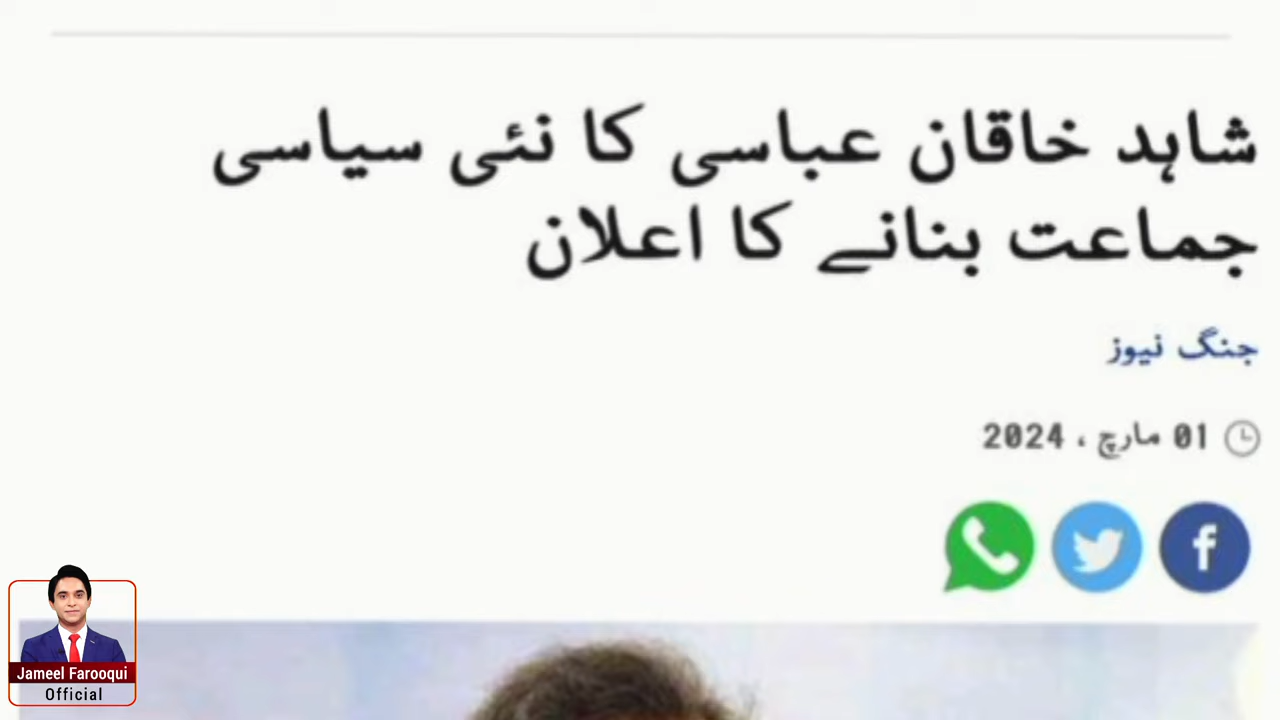 شاہد خاقان عباسی کا نئی سیاسی
جماعت بنانے کا اعلان
جنگ نیوز
01 مارچ ، 2024
Jameel Farooqui
Official